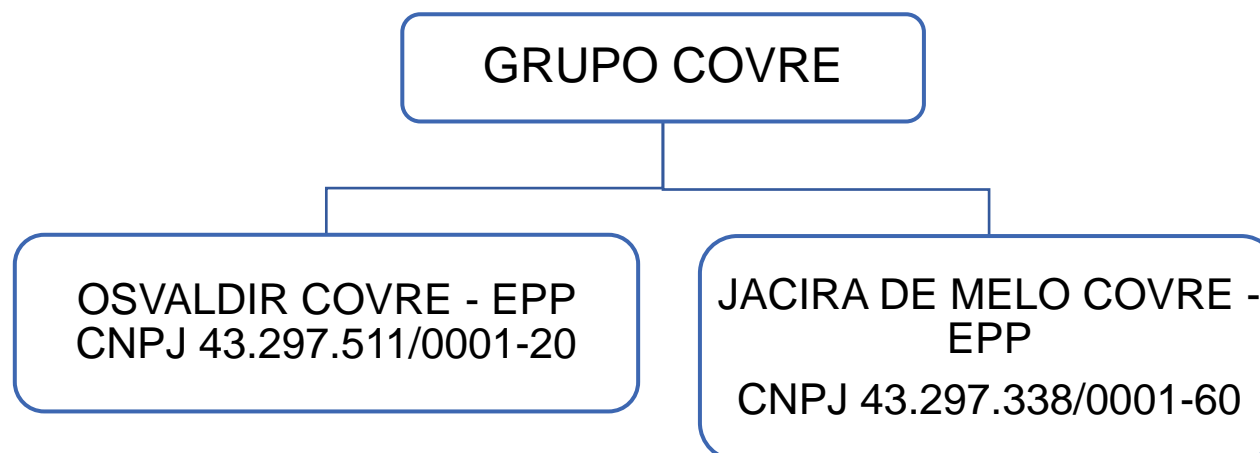 GRUPO COVRE
OSVALDIR COVRE - EPP
CNPJ 43.297.511/0001-20
JACIRA DE MELO COVRE -
EPP
CNPJ 43.297.338/0001-60